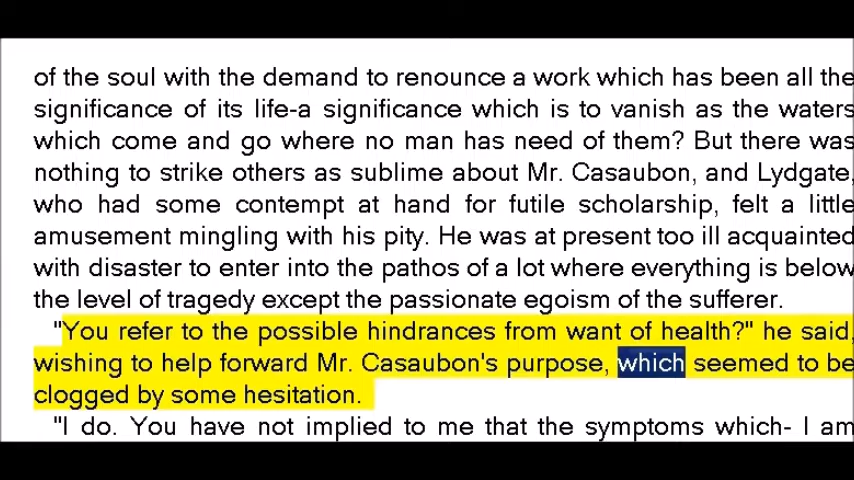 of the soul with the demand to renounce a work which has been all the
significance of its life-a significance which is to vanish as the waters
which come and go where no man has need of them? But there was
nothing to strike others as sublime about Mr. Casaubon, and Lydgate,
who had some contempt at hand for futile scholarship, felt a little
amusement mingling with his pity. He was at present too ill acquainted
with disaster to enter into the pathos of a lot where everything is below
the level of tragedy except the passionate egoism of the sufferer.
"You refer to the possible hindrances from want of health?" he said,
wishing to help forward Mr. Casaubon's purpose, which seemed to be
clogged by some hesitation.
"I do. You have not implied to me that the symptoms which- I am